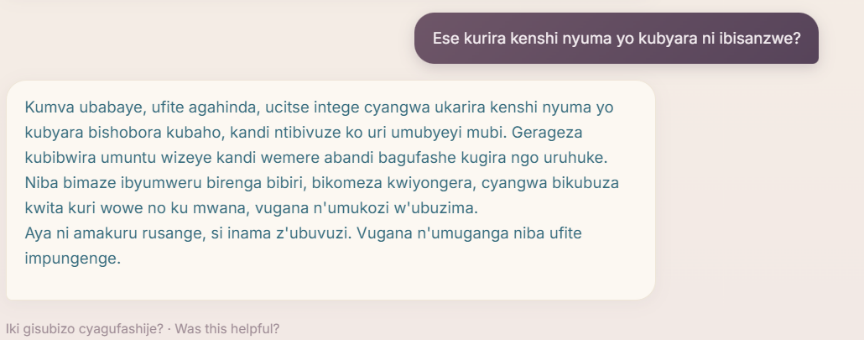 Ese kurira kenshi nyuma yo kubyara ni ibisanzwe?
Kumva ubabaye, ufite agahinda, ucitse intege cyangwa ukarira kenshi nyuma yo
kubyara bishobora kubaho, kandi ntibivuze ko uri umubyeyi mubi. Gerageza
kubibwira umuntu wizeye kandi wemere abandi bagufashe kugira ngo uruhuke.
Niba bimaze ibyumweru birenga bibiri, bikomeza kwiyongera, cyangwa bikubuza
kwita kuri wowe no ku mwana, vugana n'umukozi w'ubuzima.
Aya ni amakuru rusange, si inama z'ubuvuzi. Vugana n'umuganga niba ufite
impungenge.
Iki gisubizo cyagufashije? · Was this helpful?